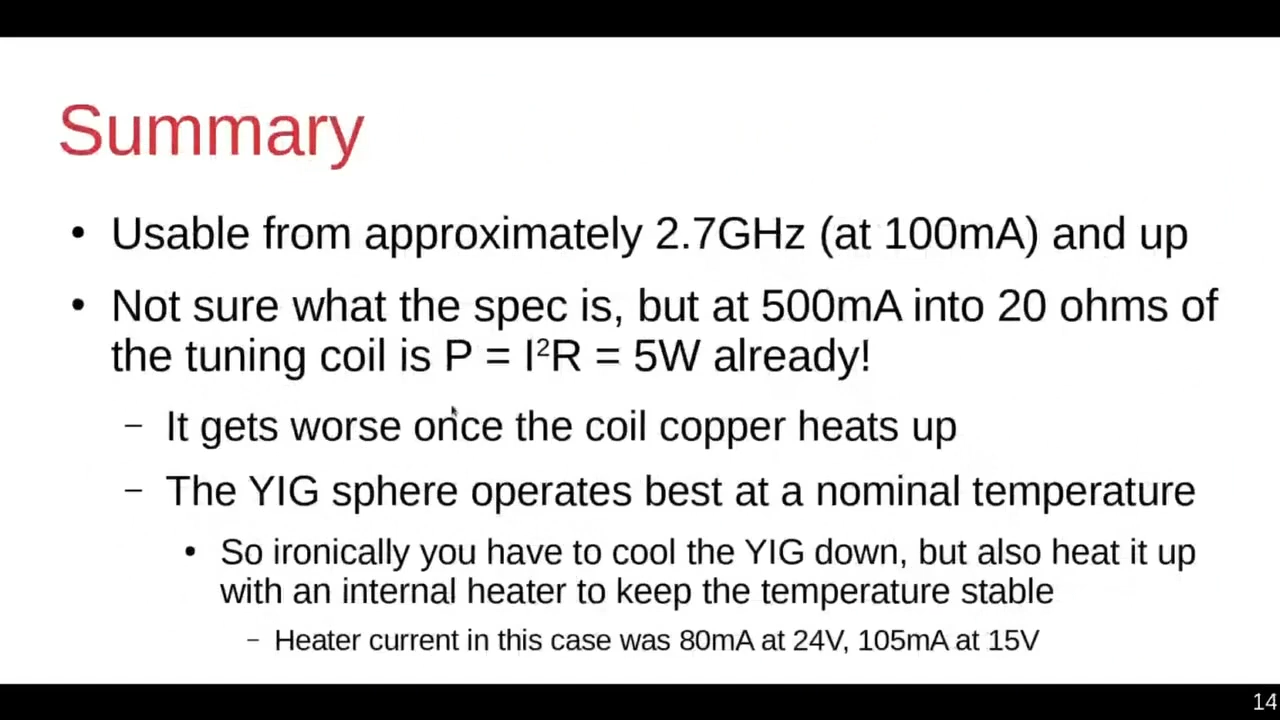 Summary
• Usable from approximately 2.7GHz (at 100mA) and up
• Not sure what the spec is, but at 500mA into 20 ohms of
the tuning coil is P = I²R = 5W already!
– It gets worse once the coil copper heats up
– The YIG sphere operates best at a nominal temperature
• So ironically you have to cool the YIG down, but also heat it up
with an internal heater to keep the temperature stable
– Heater current in this case was 80mA at 24V, 105mA at 15V
14